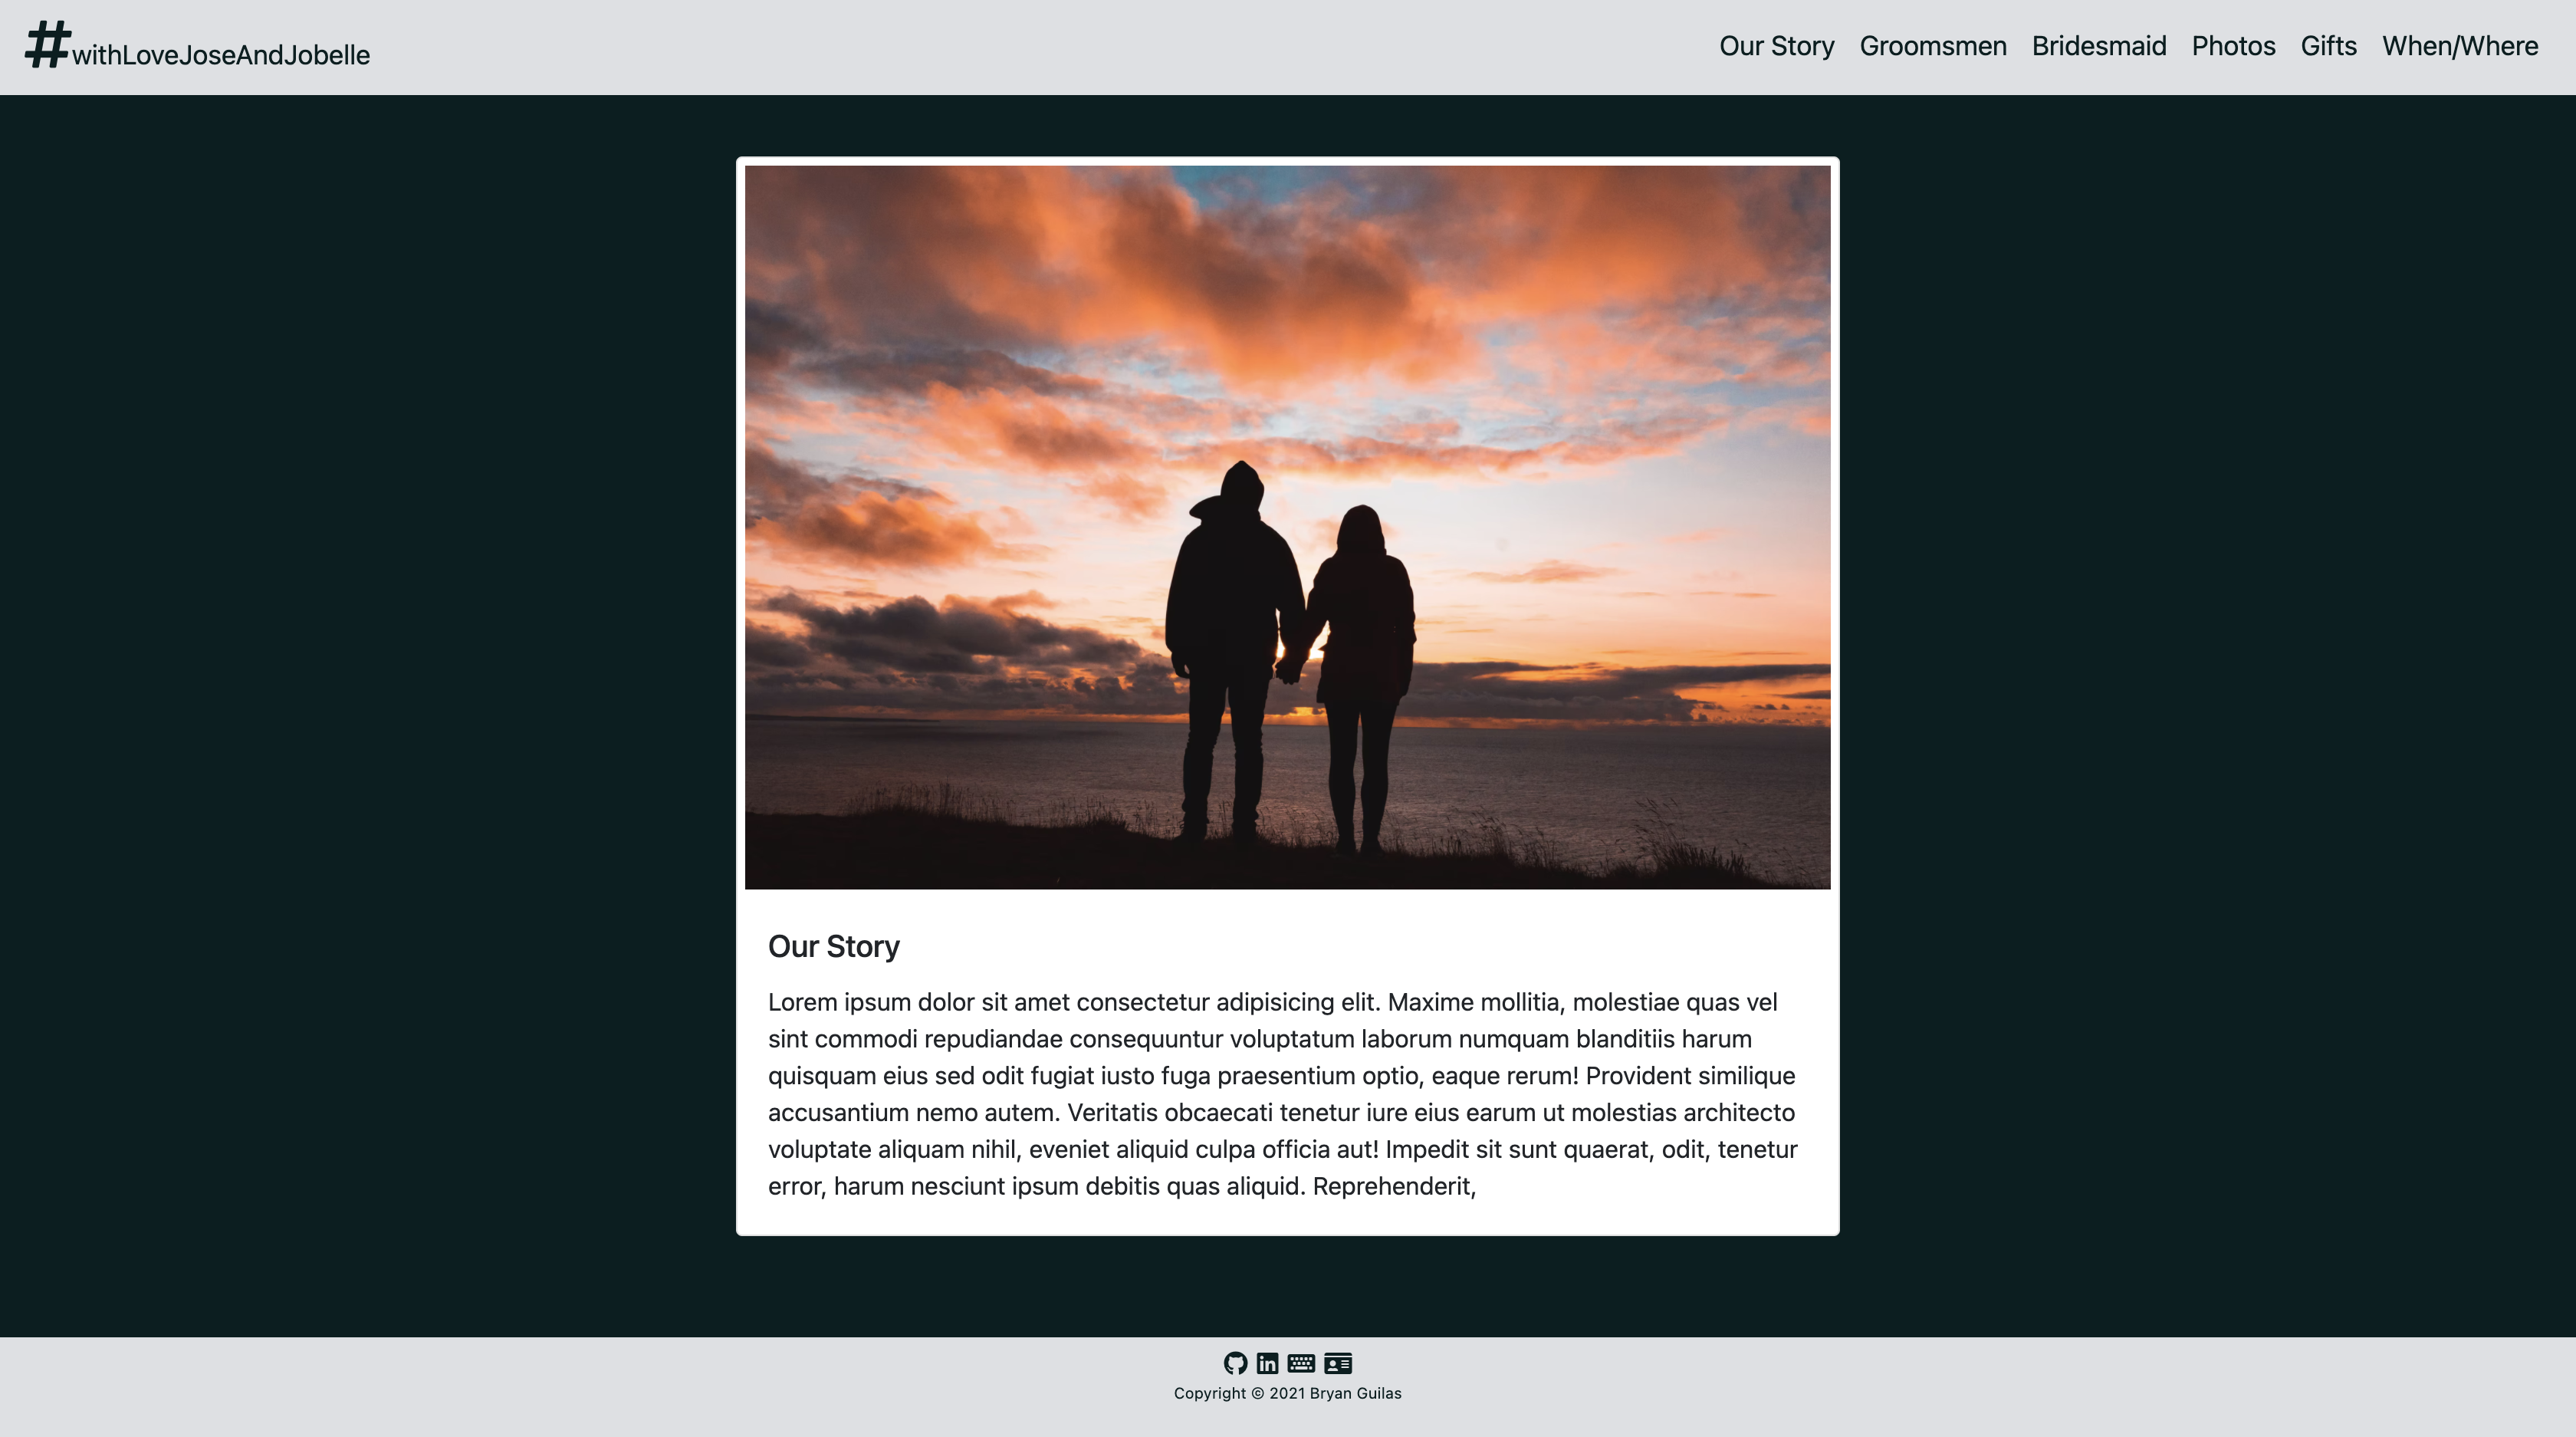 #withLoveJoseAndJobelle
Our Story Groomsmen Bridesmaid Photos Gifts When/Where
Our Story
Lorem ipsum dolor sit amet consectetur adipisicing elit. Maxime mollitia, molestiae quas vel
sint commodi repudiandae consequuntur voluptatum laborum numquam blanditiis harum
quisquam eius sed odit fugiat iusto fuga praesentium optio, eaque rerum! Provident similique
accusantium nemo autem. Veritatis obcaecati tenetur iure eius earum ut molestias architecto
voluptate aliquam nihil, eveniet aliquid culpa officia aut! Impedit sit sunt quaerat, odit, tenetur
error, harum nesciunt ipsum debitis quas aliquid. Reprehenderit,
in
Copyright © 2021 Bryan Guilas